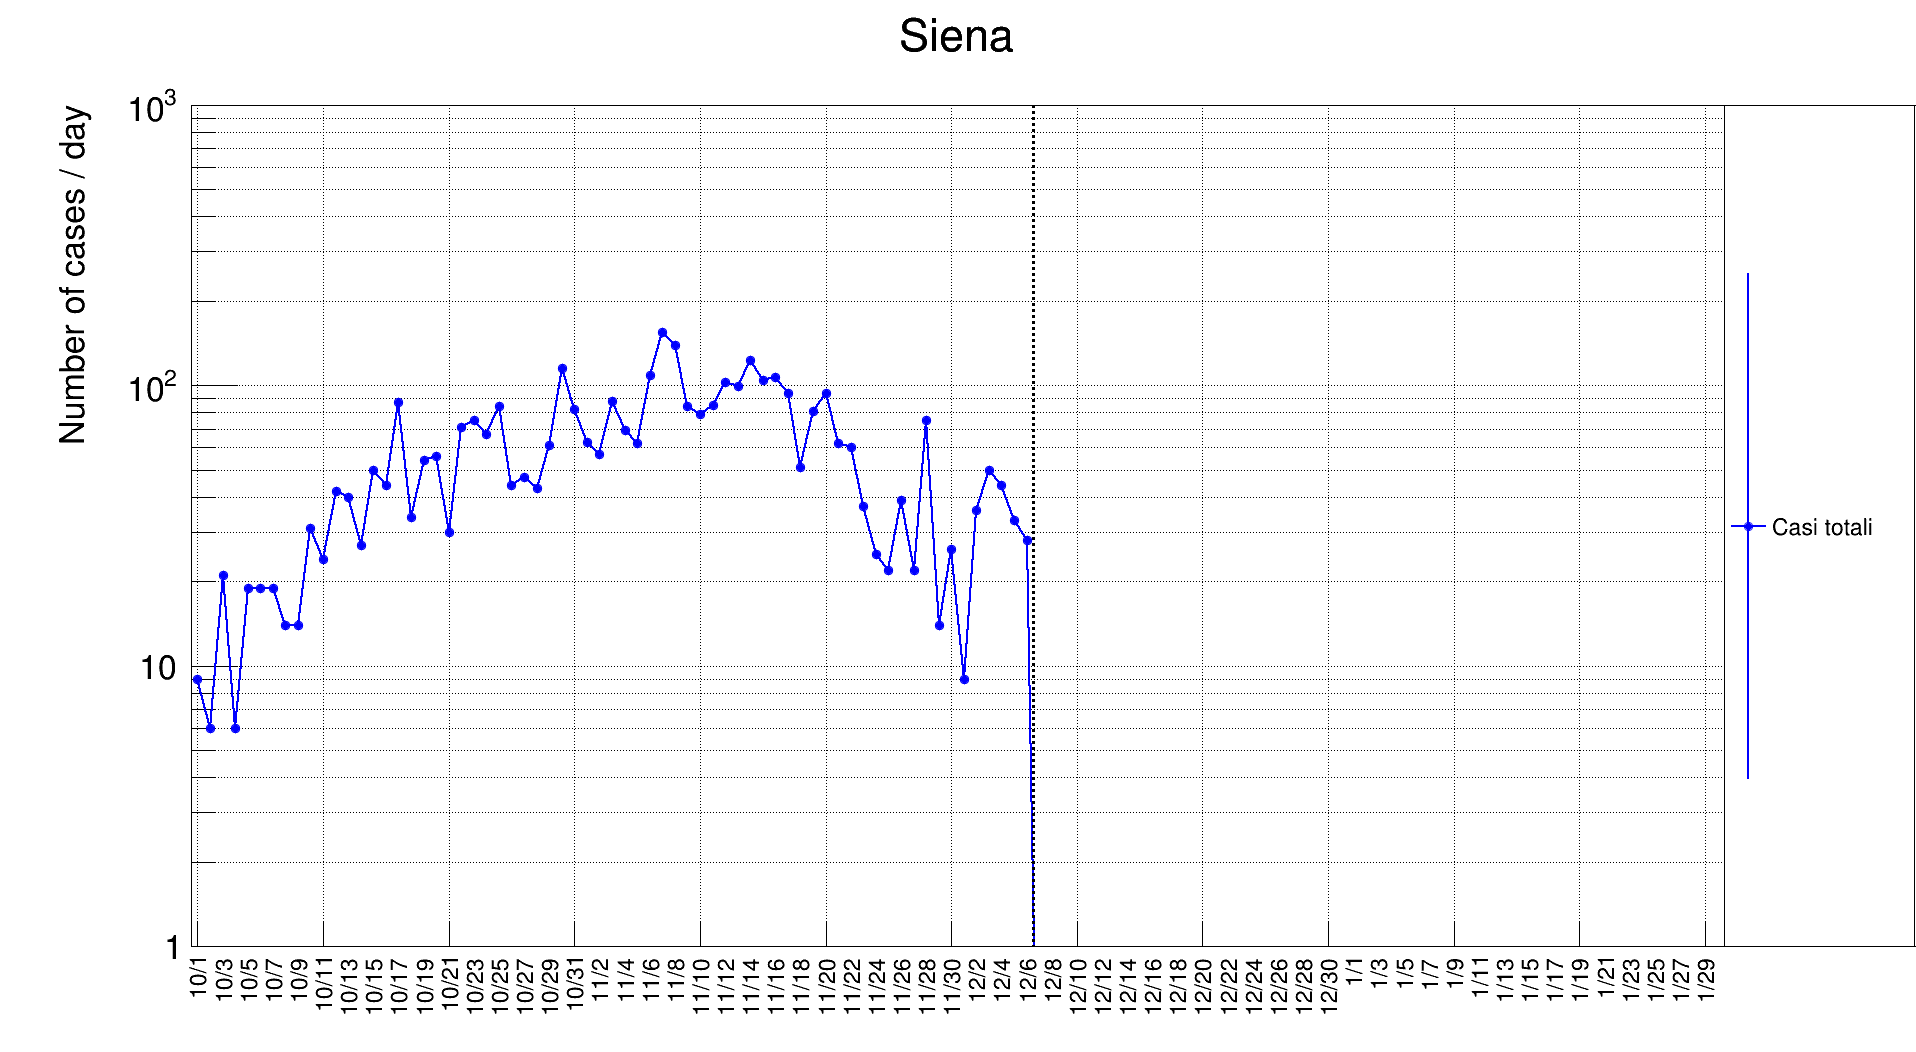 Siena
Number of cases / day
10³
10²
10
1
10/1 10/3 10/5 10/7 10/9 10/11 10/13 10/15 10/17 10/19 10/21 10/23 10/25 10/27 10/29 10/31 11/2 11/4 11/6 11/8 11/10 11/12 11/14 11/16 11/18 11/20 11/22 11/24 11/26 11/28 11/30 12/2 12/4 12/6 12/8 12/10 12/12 12/14 12/16 12/18 12/20 12/22 12/24 12/26 12/28 12/30 1/1 1/3 1/5 1/7 1/9 1/11 1/13 1/15 1/17 1/19 1/21 1/23 1/25 1/27 1/29
Casi totali